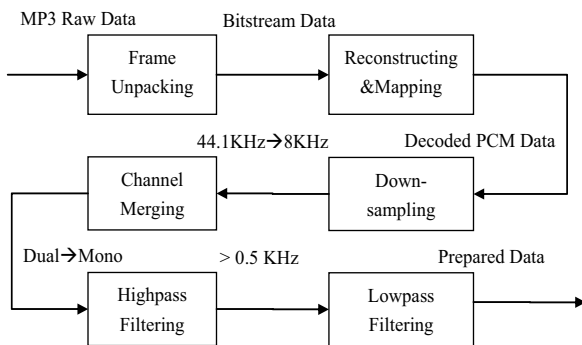 MP3 Raw Data
Bitstream Data
Frame
Unpacking
Reconstructing
&Mapping
44.1KHz→8KHz
Decoded PCM Data
Channel
Merging
Down-
sampling
Dual→Mono
> 0.5 KHz
Prepared Data
Highpass
Filtering
Lowpass
Filtering